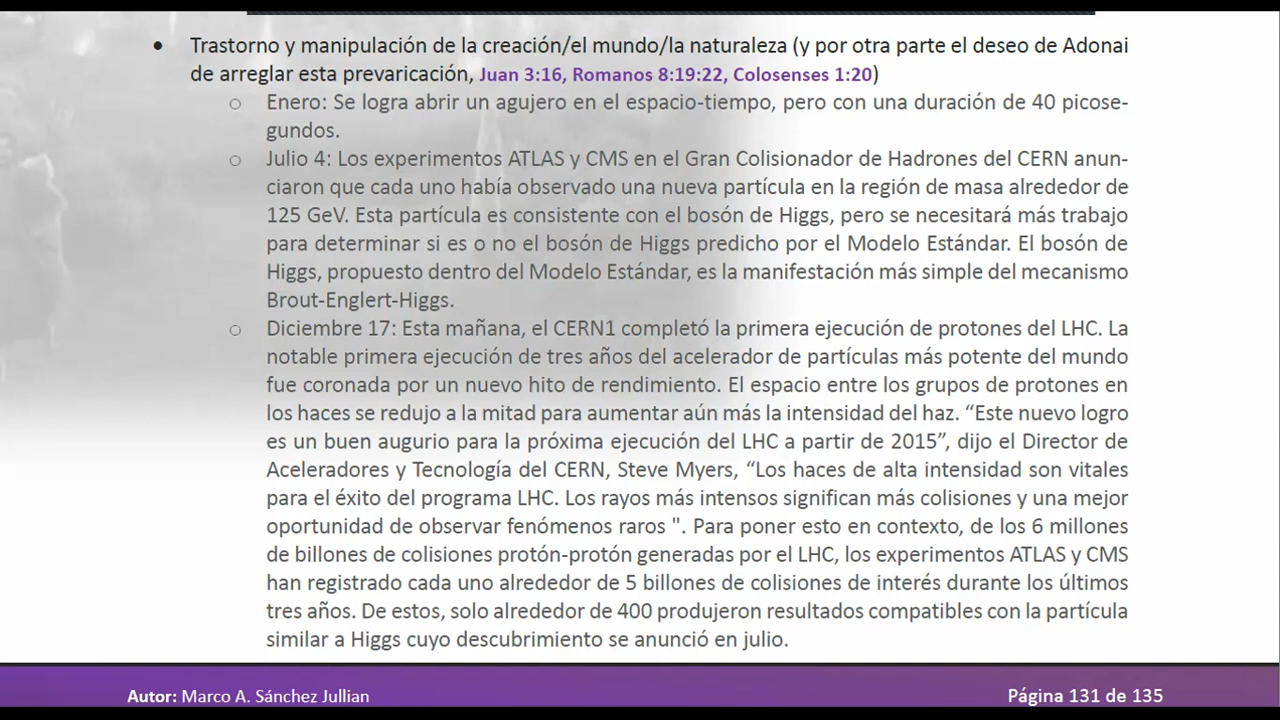 • Trastorno y manipulación de la creación/el mundo/la naturaleza (y por otra parte el deseo de Adonai
de arreglar esta prevaricación, Juan 3:16, Romanos 8:19:22, Colosenses 1:20)
○ Enero: Se logra abrir un agujero en el espacio-tiempo, pero con una duración de 40 picose-
gundos.
○ Julio 4: Los experimentos ATLAS y CMS en el Gran Colisionador de Hadrones del CERN anun-
ciaron que cada uno había observado una nueva partícula en la región de masa alrededor de
125 GeV. Esta partícula es consistente con el bosón de Higgs, pero se necesitará más trabajo
para determinar si es o no el bosón de Higgs predicho por el Modelo Estándar. El bosón de
Higgs, propuesto dentro del Modelo Estándar, es la manifestación más simple del mecanismo
Brout-Englert-Higgs.
○ Diciembre 17: Esta mañana, el CERN1 completó la primera ejecución de protones del LHC. La
notable primera ejecución de tres años del acelerador de partículas más potente del mundo
fue coronada por un nuevo hito de rendimiento. El espacio entre los grupos de protones en
los haces se redujo a la mitad para aumentar aún más la intensidad del haz. “Este nuevo logro
es un buen augurio para la próxima ejecución del LHC a partir de 2015”, dijo el Director de
Aceleradores y Tecnología del CERN, Steve Myers, “Los haces de alta intensidad son vitales
para el éxito del programa LHC. Los rayos más intensos significan más colisiones y una mejor
oportunidad de observar fenómenos raros ". Para poner esto en contexto, de los 6 millones
de billones de colisiones protón-protón generadas por el LHC, los experimentos ATLAS y CMS
han registrado cada uno alrededor de 5 billones de colisiones de interés durante los últimos
tres años. De estos, solo alrededor de 400 produjeron resultados compatibles con la partícula
similar a Higgs cuyo descubrimiento se anunció en julio.
Autor: Marco A. Sánchez Jullian
Página 131 de 135